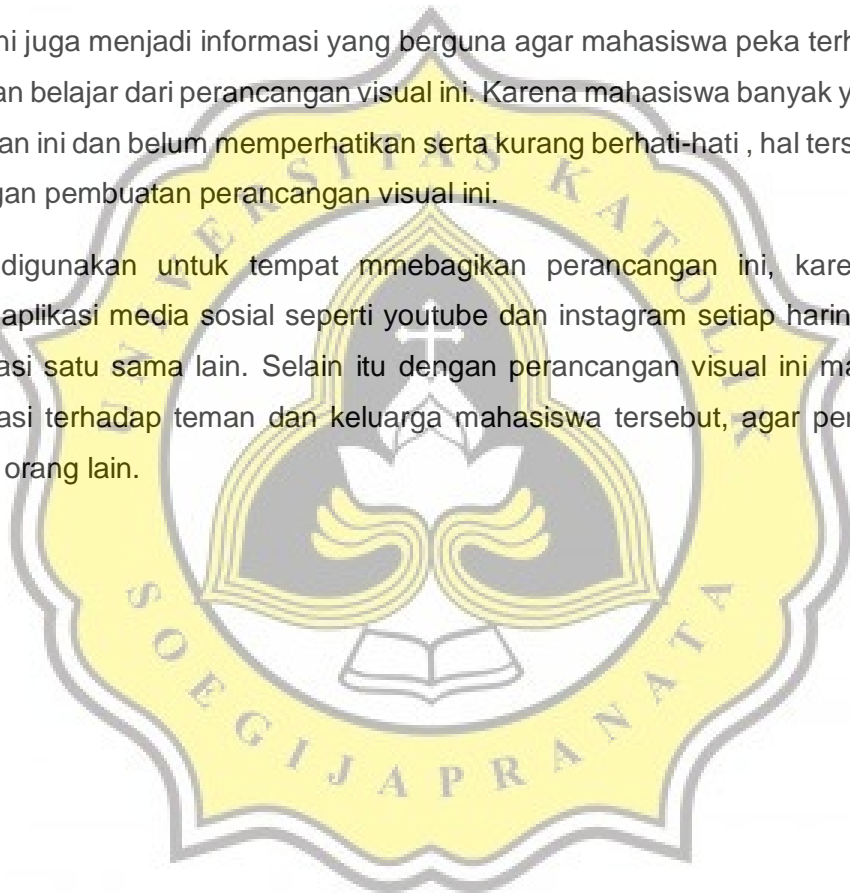 ni juga menjadi informasi yang berguna agar mahasiswa peka terh
an belajar dari perancangan visual ini. Karena mahasiswa banyak y
an ini dan belum memperhatikan serta kurang berhati-hati , hal ters
gan pembuatan perancangan visual ini.
digunakan untuk tempat mmebagikan perancangan ini, kare
aplikasi media sosial seperti youtube dan instagram setiap harin
asi satu sama lain. Selain itu dengan perancangan visual ini ma
asi terhadap teman dan keluarga mahasiswa tersebut, agar per
orang lain.
UNIVERSITAS KATOLIK
SOEGIJAPRANATA